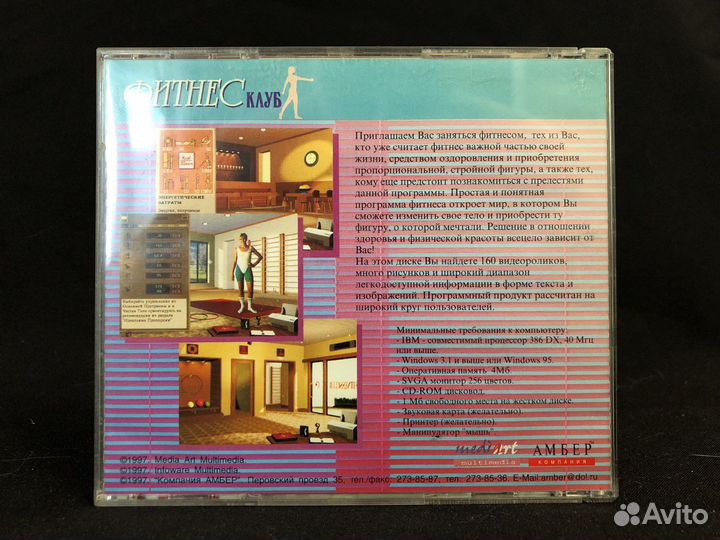 ФИТНЕС клуб
Приглашаем Вас заняться фитнесом, тех из Вас,
кто уже считает фитнес важной частью своей
жизни, средством оздоровления и приобретения
пропорциональной, стройной фигуры, а также тех,
кому еще предстоит познакомиться с прелестями
данной программы. Простая и понятная
программа фитнеса откроет мир, в котором Вы
сможете изменить свое тело и приобрести ту
фигуру, о которой мечтали. Решение в отношении
здоровья и физической красоты всецело зависит от
Вас!
На этом диске Вы найдете 160 видеороликов,
много рисунков и широкий диапазон
легкодоступной информации в форме текста и
изображений. Программный продукт рассчитан на
широкий круг пользователей.
ЭНЕРГЕТИЧЕСКИЕ
ЗАТРАТЫ
Энергия, получаемая
Выбирайте упражнения из
Основной Программы и в
Минимальные требования к компьютеру:
- IBM - совместимый процессор 386 DX, 40 Мгц
или выше.
- Windows 3.1 и выше или Windows 95.
- Оперативная память 4Мб.
- SVGA монитор 256 цветов.
- CD-ROM дисковод.
- 1 Мб свободного места на жестком диске.
- Звуковая карта (желательно).
- Принтер (желательно).
- Манипулятор "мышь".
media art
multimedia
АМБЕР
КОМПАНИЯ
©1997, Media Art Multimedia
©1997, Infoware Multimedia
©1997, "Компания АМБЕР". Перовский проезд 35, тел./факс: 273-85-87, тел: 273-85-36. E-Mail:amber@dol.ru
Avito